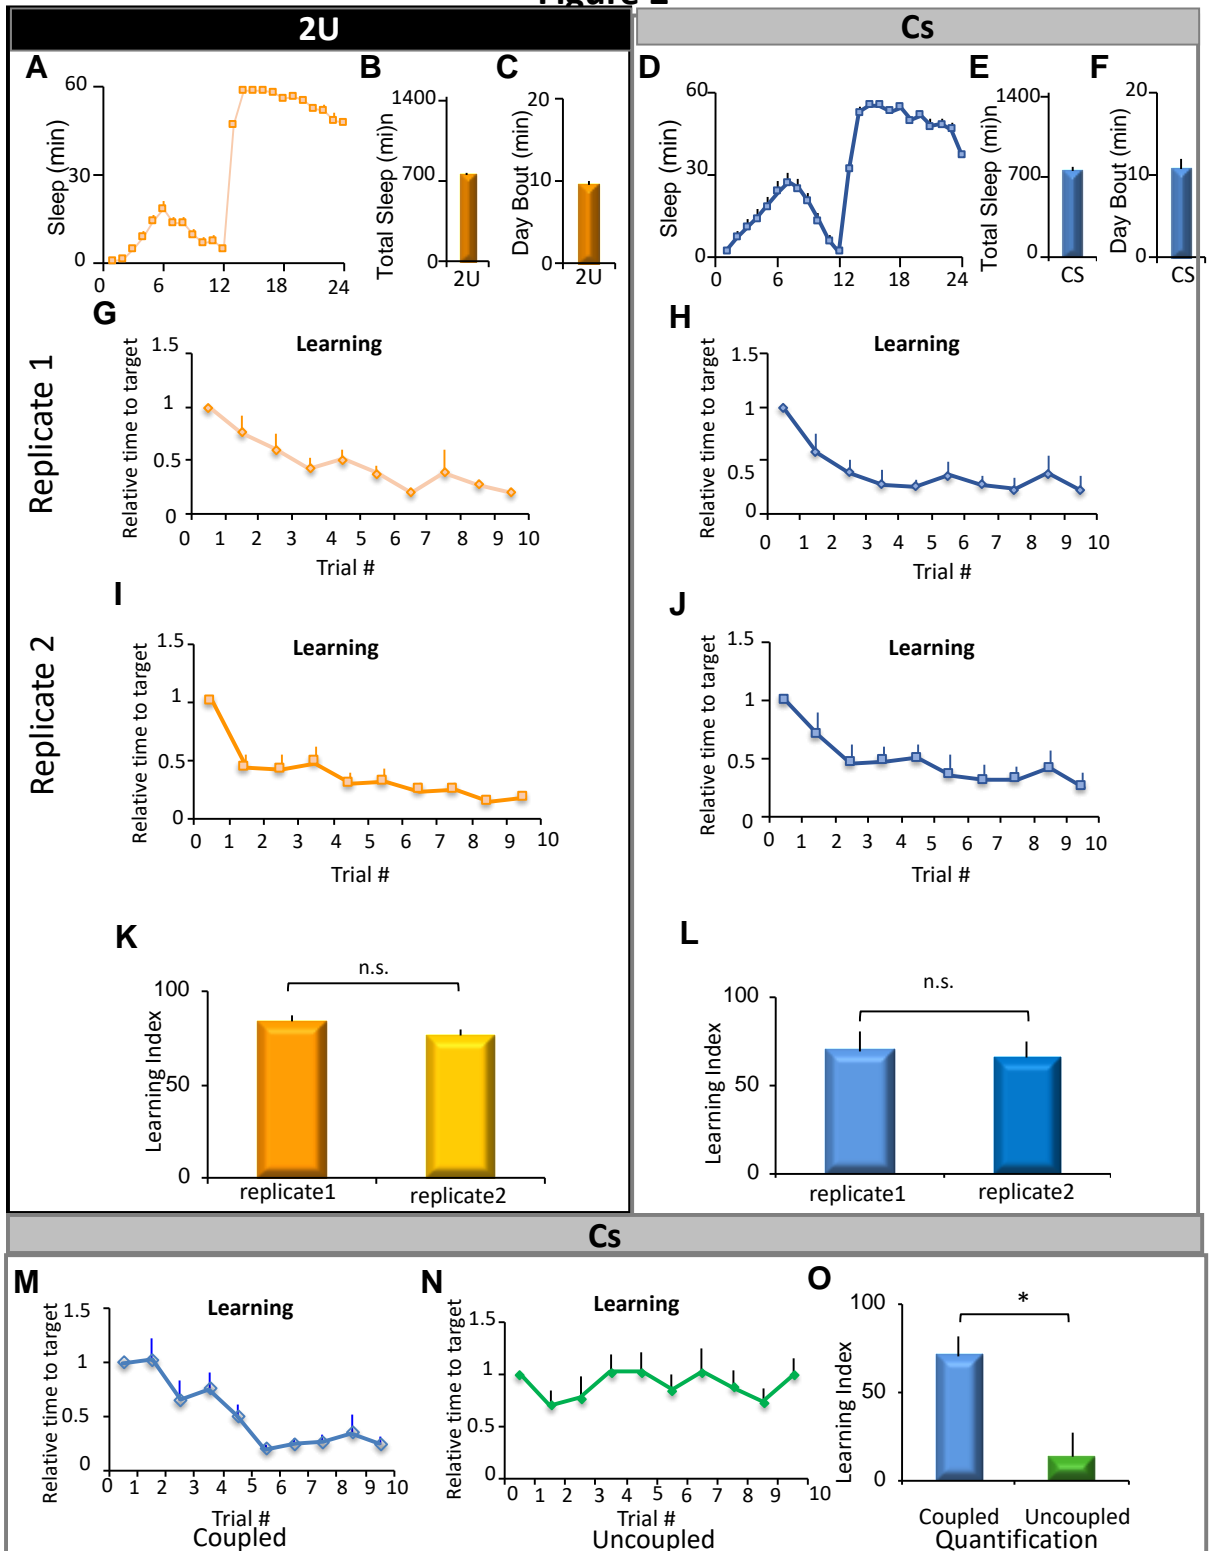 Figure 2
2U
Cs
A
B
C
D
E
F
Sleep (min)
60
30
0
0
6
12
18
24
Total Sleep (mi)n
1400
700
0
2U
Day Bout (min)
20
10
0
2U
Sleep (min)
60
30
0
0
6
12
18
24
Total Sleep (mi)n
1400
700
0
CS
Day Bout (min)
20
10
0
CS
Replicate 1
G
Learning
Relative time to target
1.5
1
0.5
0
0 1 2 3 4 5 6 7 8 9 10
Trial #
H
Learning
Relative time to target
1.5
1
0.5
0
0 1 2 3 4 5 6 7 8 9 10
Trial #
Replicate 2
I
Learning
Relative time to target
1.5
1
0.5
0
0 1 2 3 4 5 6 7 8 9 10
Trial #
J
Learning
Relative time to target
1.5
1
0.5
0
0 1 2 3 4 5 6 7 8 9 10
Trial #
K
n.s.
Learning Index
100
50
0
replicate1
replicate2
L
n.s.
Learning Index
100
50
0
replicate1
replicate2
Cs
M
Learning
Relative time to target
1.5
1
0.5
0
0 1 2 3 4 5 6 7 8 9 10
Trial #
Coupled
N
Learning
Relative time to target
1.5
1
0.5
0
0 1 2 3 4 5 6 7 8 9 10
Trial #
Uncoupled
O
*
Learning Index
100
50
0
Coupled
Uncoupled
Quantification